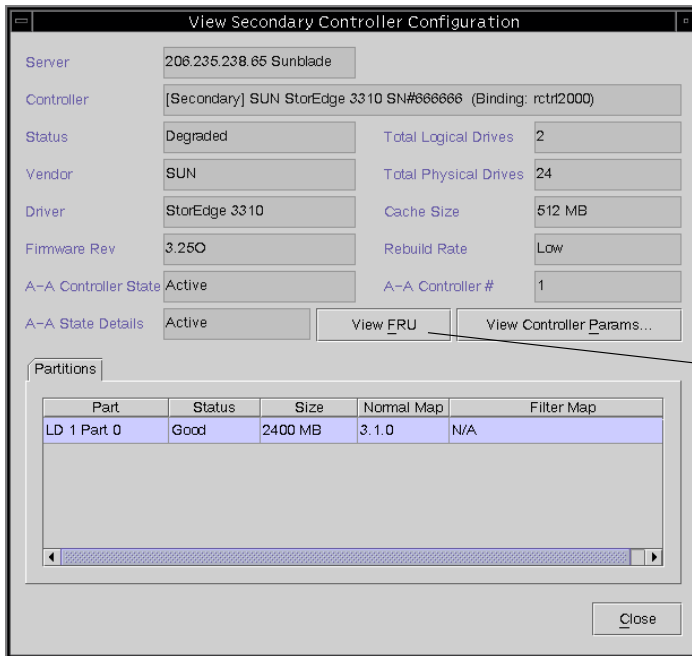 View Secondary Controller Configuration
Server 206.235.238.65 Sunblade
Controller [Secondary] SUN StorEdge 3310 SN#666666 (Binding: rctrl2000)
Status Degraded Total Logical Drives 2
Vendor SUN Total Physical Drives 24
Driver StorEdge 3310 Cache Size 512 MB
Firmware Rev 3.25O Rebuild Rate Low
A-A Controller State Active A-A Controller # 1
A-A State Details Active View FRU View Controller Params...
Partitions
Part Status Size Normal Map Filter Map
LD 1 Part 0 Good 2400 MB 3.1.0 N/A
Close